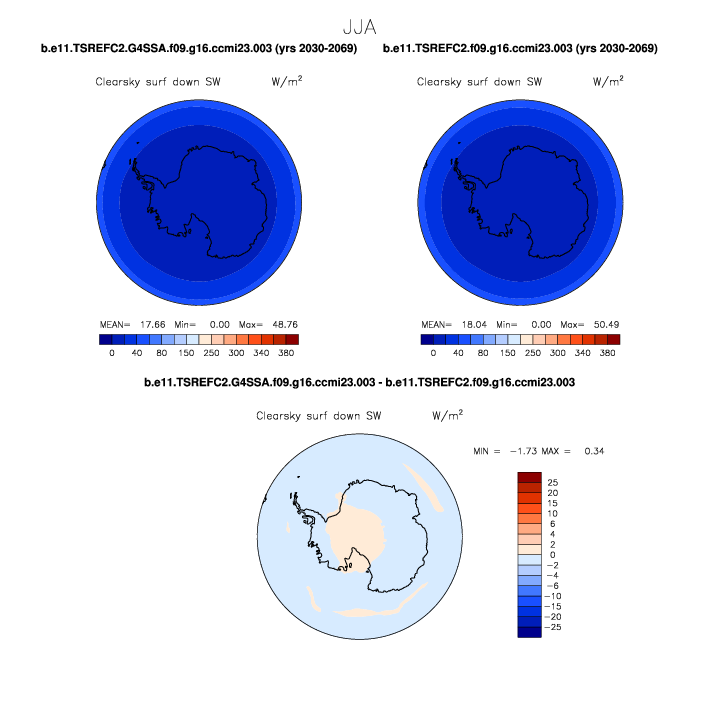 JJA
b.e11.TSREFC2.G4SSA.f09.g16.ccmi23.003 (yrs 2030-2069)
b.e11.TSREFC2.f09.g16.ccmi23.003 (yrs 2030-2069)
Clearsky surf down SW W/m²
Clearsky surf down SW W/m²
MEAN= 17.66 Min= 0.00 Max= 48.76
MEAN= 18.04 Min= 0.00 Max= 50.49
0 40 80 150 200 300 340 380
0 40 80 150 250 300 340 380
b.e11.TSREFC2.G4SSA.f09.g16.ccmi23.003 - b.e11.TSREFC2.f09.g16.ccmi23.003
Clearsky surf down SW W/m²
MIN = -1.73 MAX = 0.34
25
20
15
10
6
4
2
0
-2
-4
-6
-10
-15
-20
-25